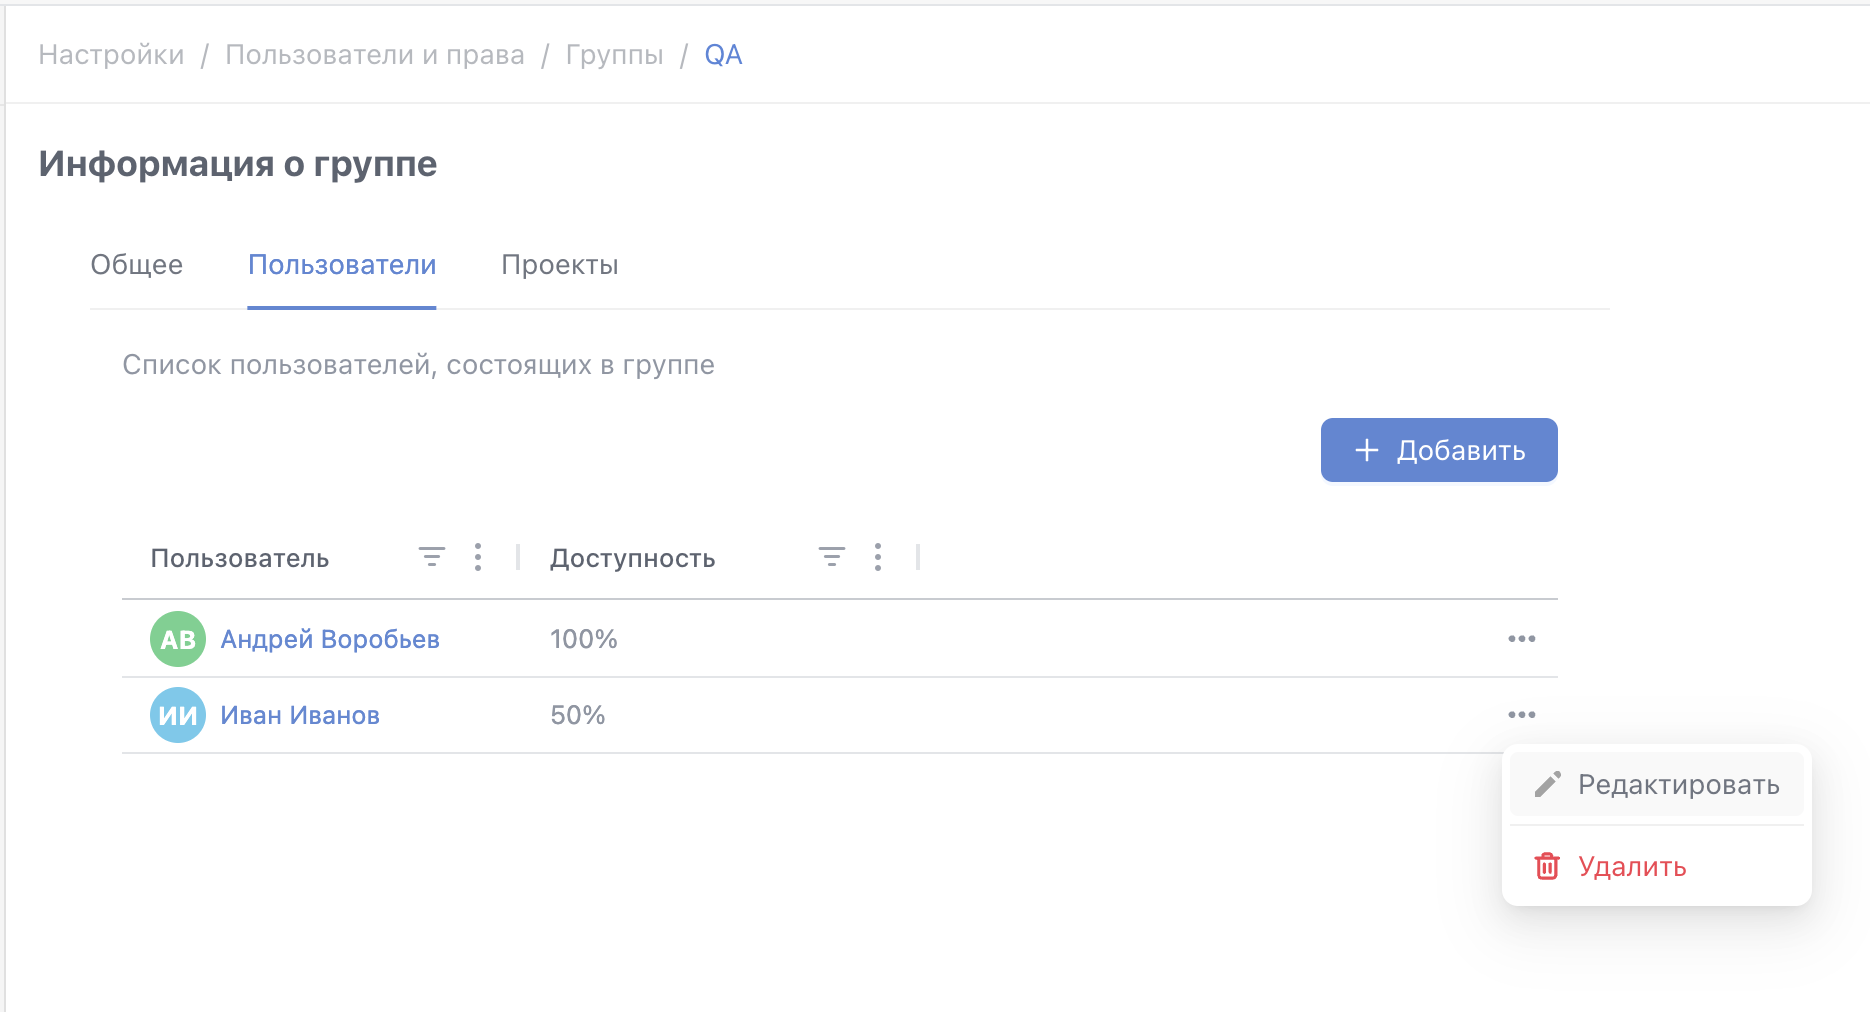 Настройки / Пользователи и права / Группы / QA
Информация о группе
Общее Пользователи Проекты
Список пользователей, состоящих в группе
+ Добавить
Пользователь Доступность
АВ Андрей Воробьев 100%
ИИ Иван Иванов 50%
Редактировать
Удалить